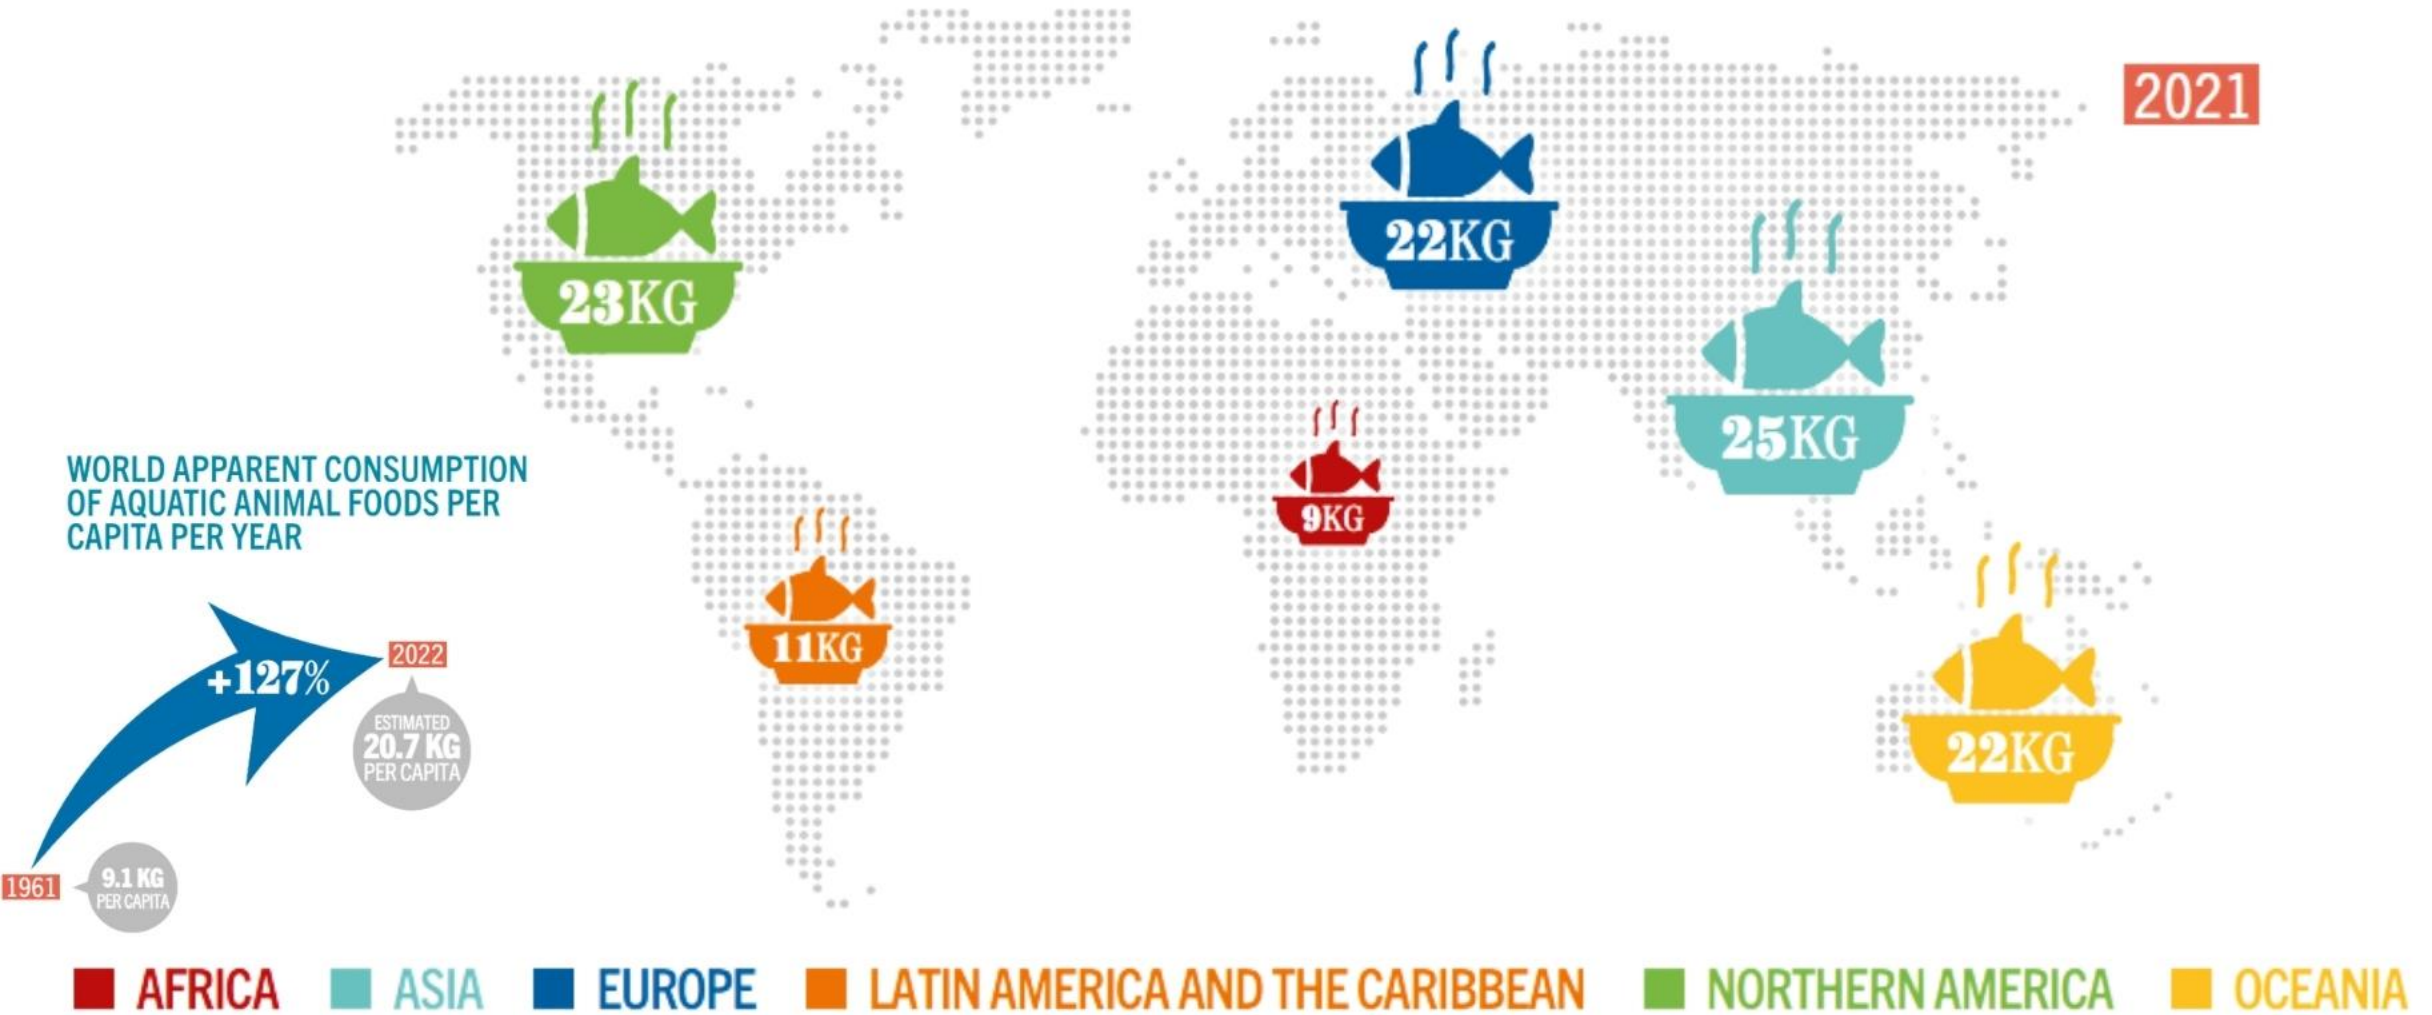 2021
23KG
22KG
25KG
9KG
11KG
22KG
WORLD APPARENT CONSUMPTION
OF AQUATIC ANIMAL FOODS PER
CAPITA PER YEAR
+127%
2022
ESTIMATED
20.7 KG
PER CAPITA
1961
9.1 KG
PER CAPITA
AFRICA
ASIA
EUROPE
LATIN AMERICA AND THE CARIBBEAN
NORTHERN AMERICA
OCEANIA